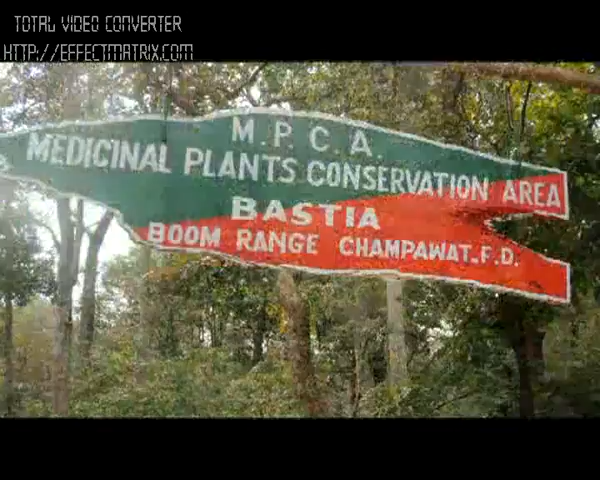 TOTAL VIDEO CONVERTER
HTTP://EFFECTMATRIX.COM
M.P.C.A.
MEDICINAL PLANTS CONSERVATION AREA
BASTIA
BOOM RANGE CHAMPAWAT.F.D.